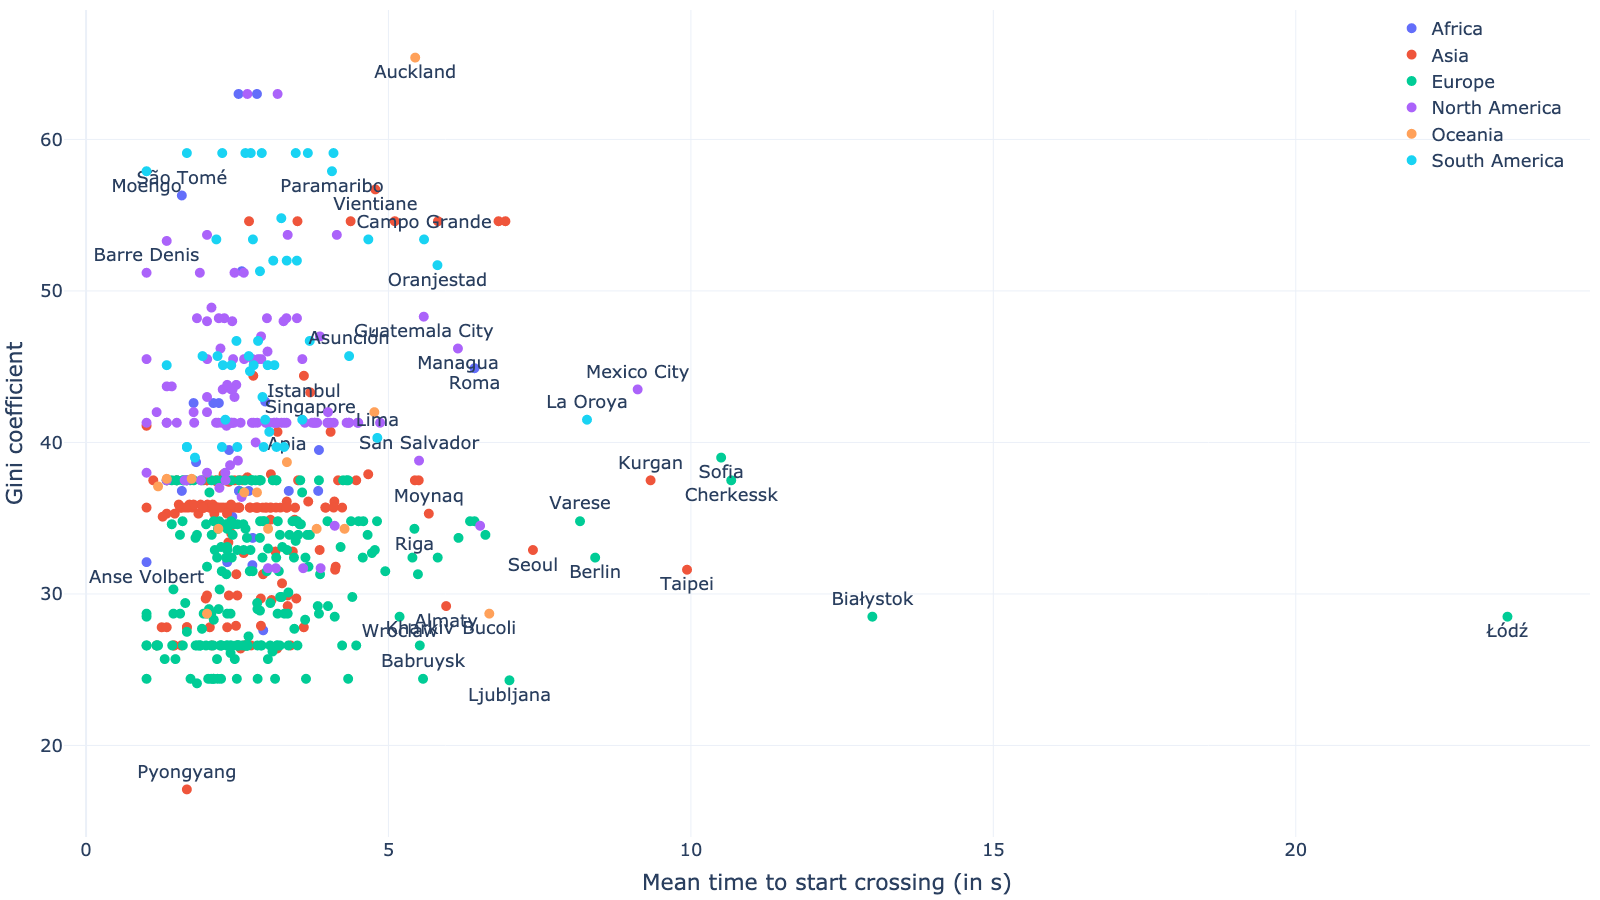 Africa
Asia
Europe
North America
Oceania
South America
Auckland
São Tomé
Moengo
Paramaribo
Vientiane
Campo Grande
Barre Denis
Oranjestad
Guatemala City
Asunción
Managua
Roma
Mexico City
Istanbul
La Oroya
Singapore
Lima
San Salvador
Apia
Kurgan
Sofia
Cherkessk
Moynaq
Varese
Riga
Seoul
Berlin
Anse Volbert
Taipei
Białystok
Almaty
Kharkiv
Bucoli
Wrocław
Łódź
Babruysk
Ljubljana
Pyongyang
60
50
40
30
20
Gini coefficient
0
5
10
15
20
Mean time to start crossing (in s)